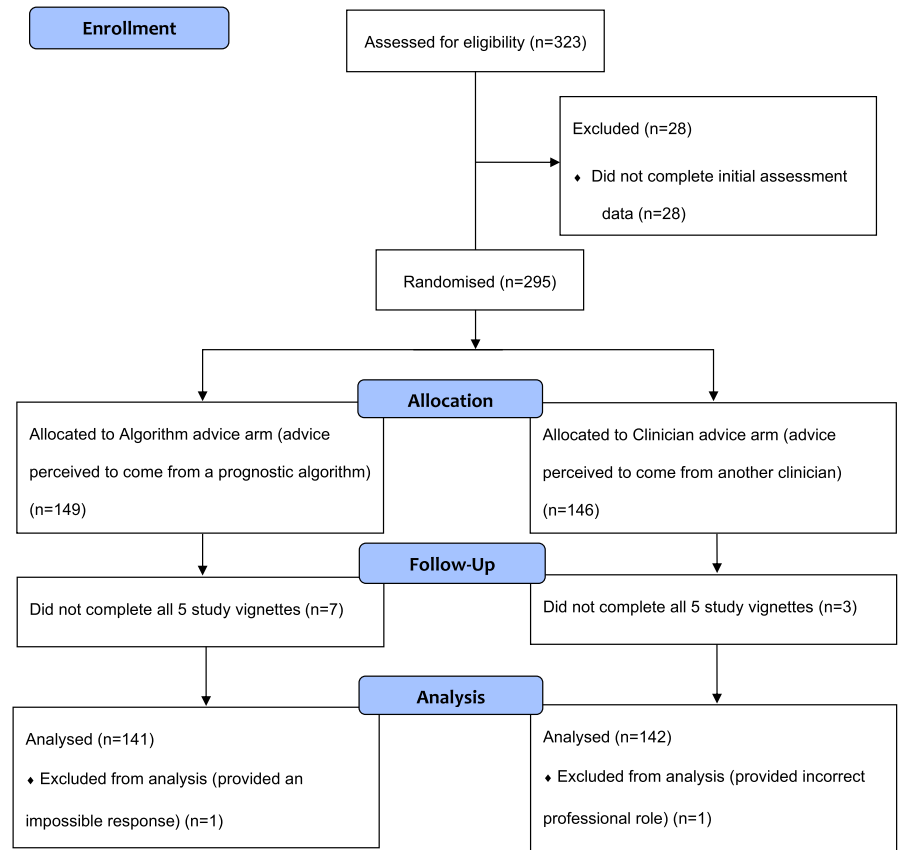 Enrollment
Assessed for eligibility (n=323)
Excluded (n=28)
♦ Did not complete initial assessment
data (n=28)
Randomised (n=295)
Allocation
Allocated to Algorithm advice arm (advice
perceived to come from a prognostic algorithm)
(n=149)
Allocated to Clinician advice arm (advice
perceived to come from another clinician)
(n=146)
Follow-Up
Did not complete all 5 study vignettes (n=7)
Did not complete all 5 study vignettes (n=3)
Analysis
Analysed (n=141)
♦ Excluded from analysis (provided an
impossible response) (n=1)
Analysed (n=142)
♦ Excluded from analysis (provided incorrect
professional role) (n=1)